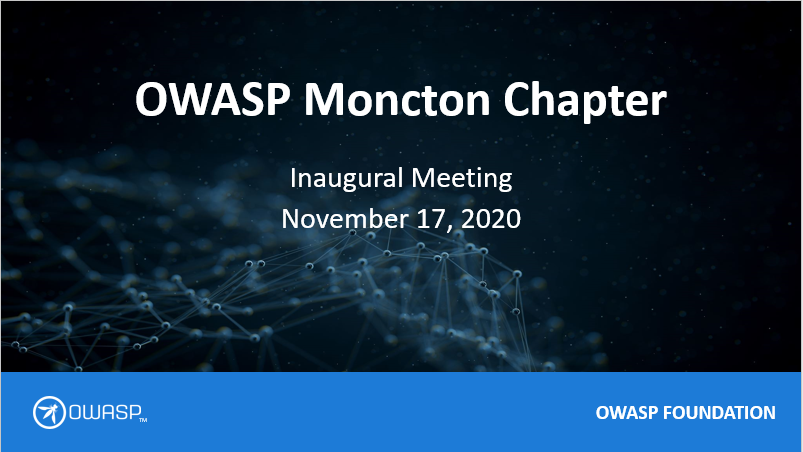 OWASP Moncton Chapter
Inaugural Meeting
November 17, 2020
OWASP™
OWASP FOUNDATION